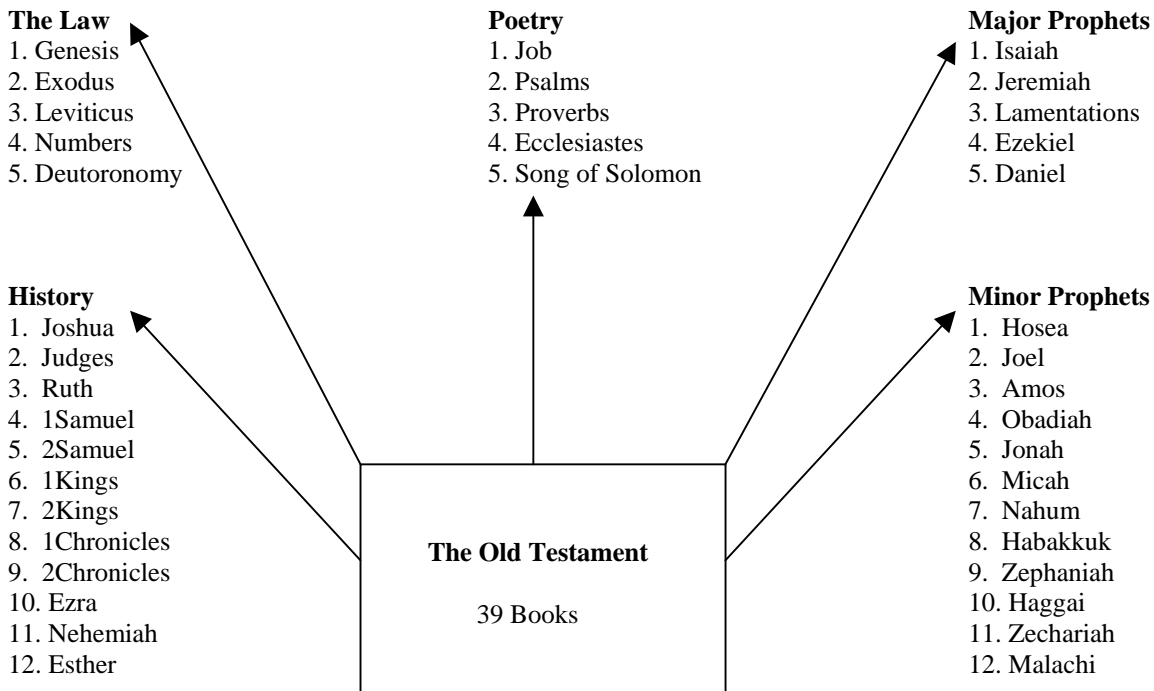 The Law
1. Genesis
2. Exodus
3. Leviticus
4. Numbers
5. Deutoronomy
Poetry
1. Job
2. Psalms
3. Proverbs
4. Ecclesiastes
5. Song of Solomon
Major Prophets
1. Isaiah
2. Jeremiah
3. Lamentations
4. Ezekiel
5. Daniel
History
1. Joshua
2. Judges
3. Ruth
4. 1Samuel
5. 2Samuel
6. 1Kings
7. 2Kings
8. 1Chronicles
9. 2Chronicles
10. Ezra
11. Nehemiah
12. Esther
The Old Testament
39 Books
Minor Prophets
1. Hosea
2. Joel
3. Amos
4. Obadiah
5. Jonah
6. Micah
7. Nahum
8. Habakkuk
9. Zephaniah
10. Haggai
11. Zechariah
12. Malachi